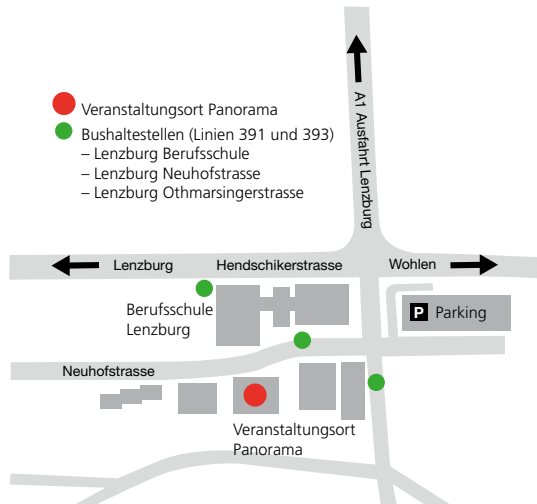 A1 Ausfahrt Lenzburg
Veranstaltungsort Panorama
Bushaltestellen (Linien 391 und 393)
– Lenzburg Berufsschule
– Lenzburg Neuhofstrasse
– Lenzburg Othmarsingerstrasse
Lenzburg
Hendschikerstrasse
Wohlen
Berufsschule
Lenzburg
P Parking
Neuhofstrasse
Veranstaltungsort
Panorama